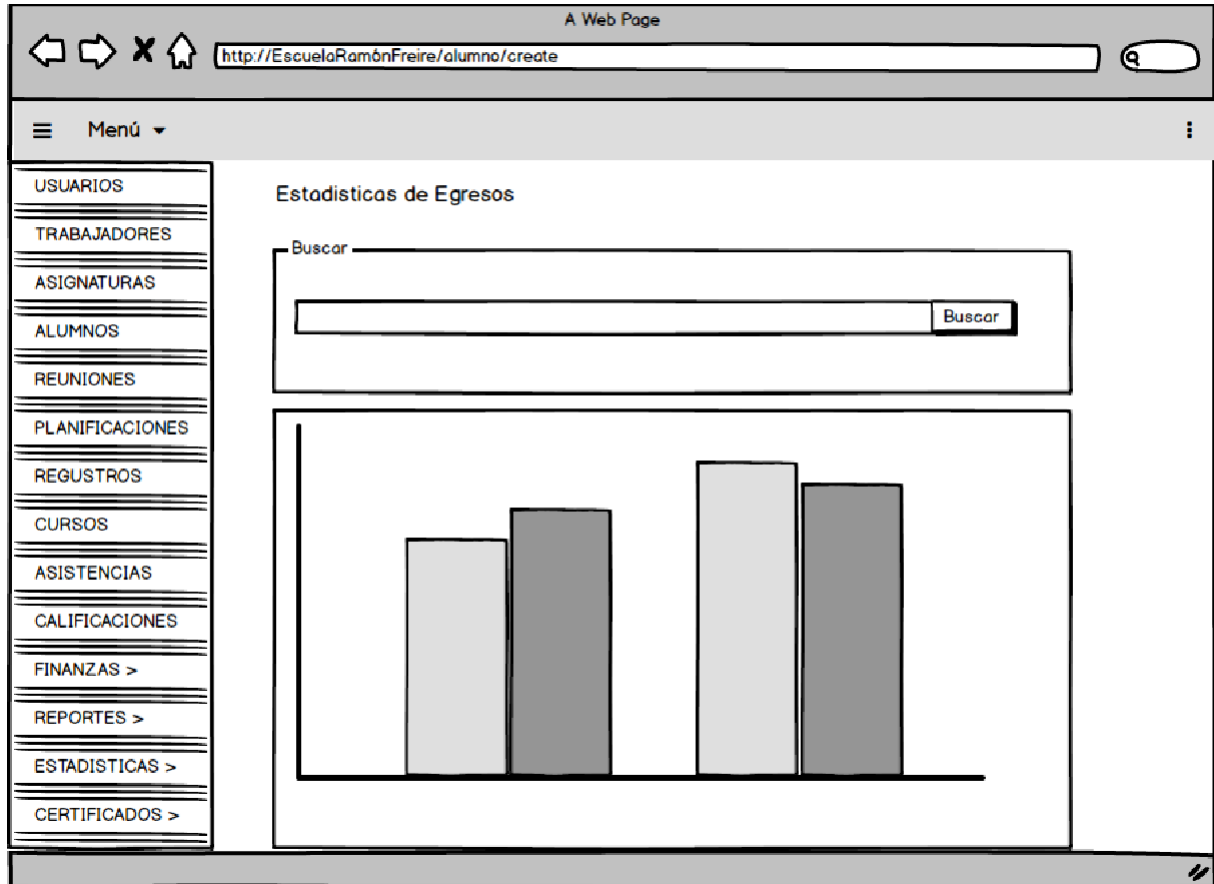 A Web Page
http://EscuelaRamónFreire/alumno/create
Menú
USUARIOS
TRABAJADORES
ASIGNATURAS
ALUMNOS
REUNIONES
PLANIFICACIONES
REGUSTROS
CURSOS
ASISTENCIAS
CALIFICACIONES
FINANZAS >
REPORTES >
ESTADISTICAS >
CERTIFICADOS >
Estadisticas de Egresos
Buscar
Buscar